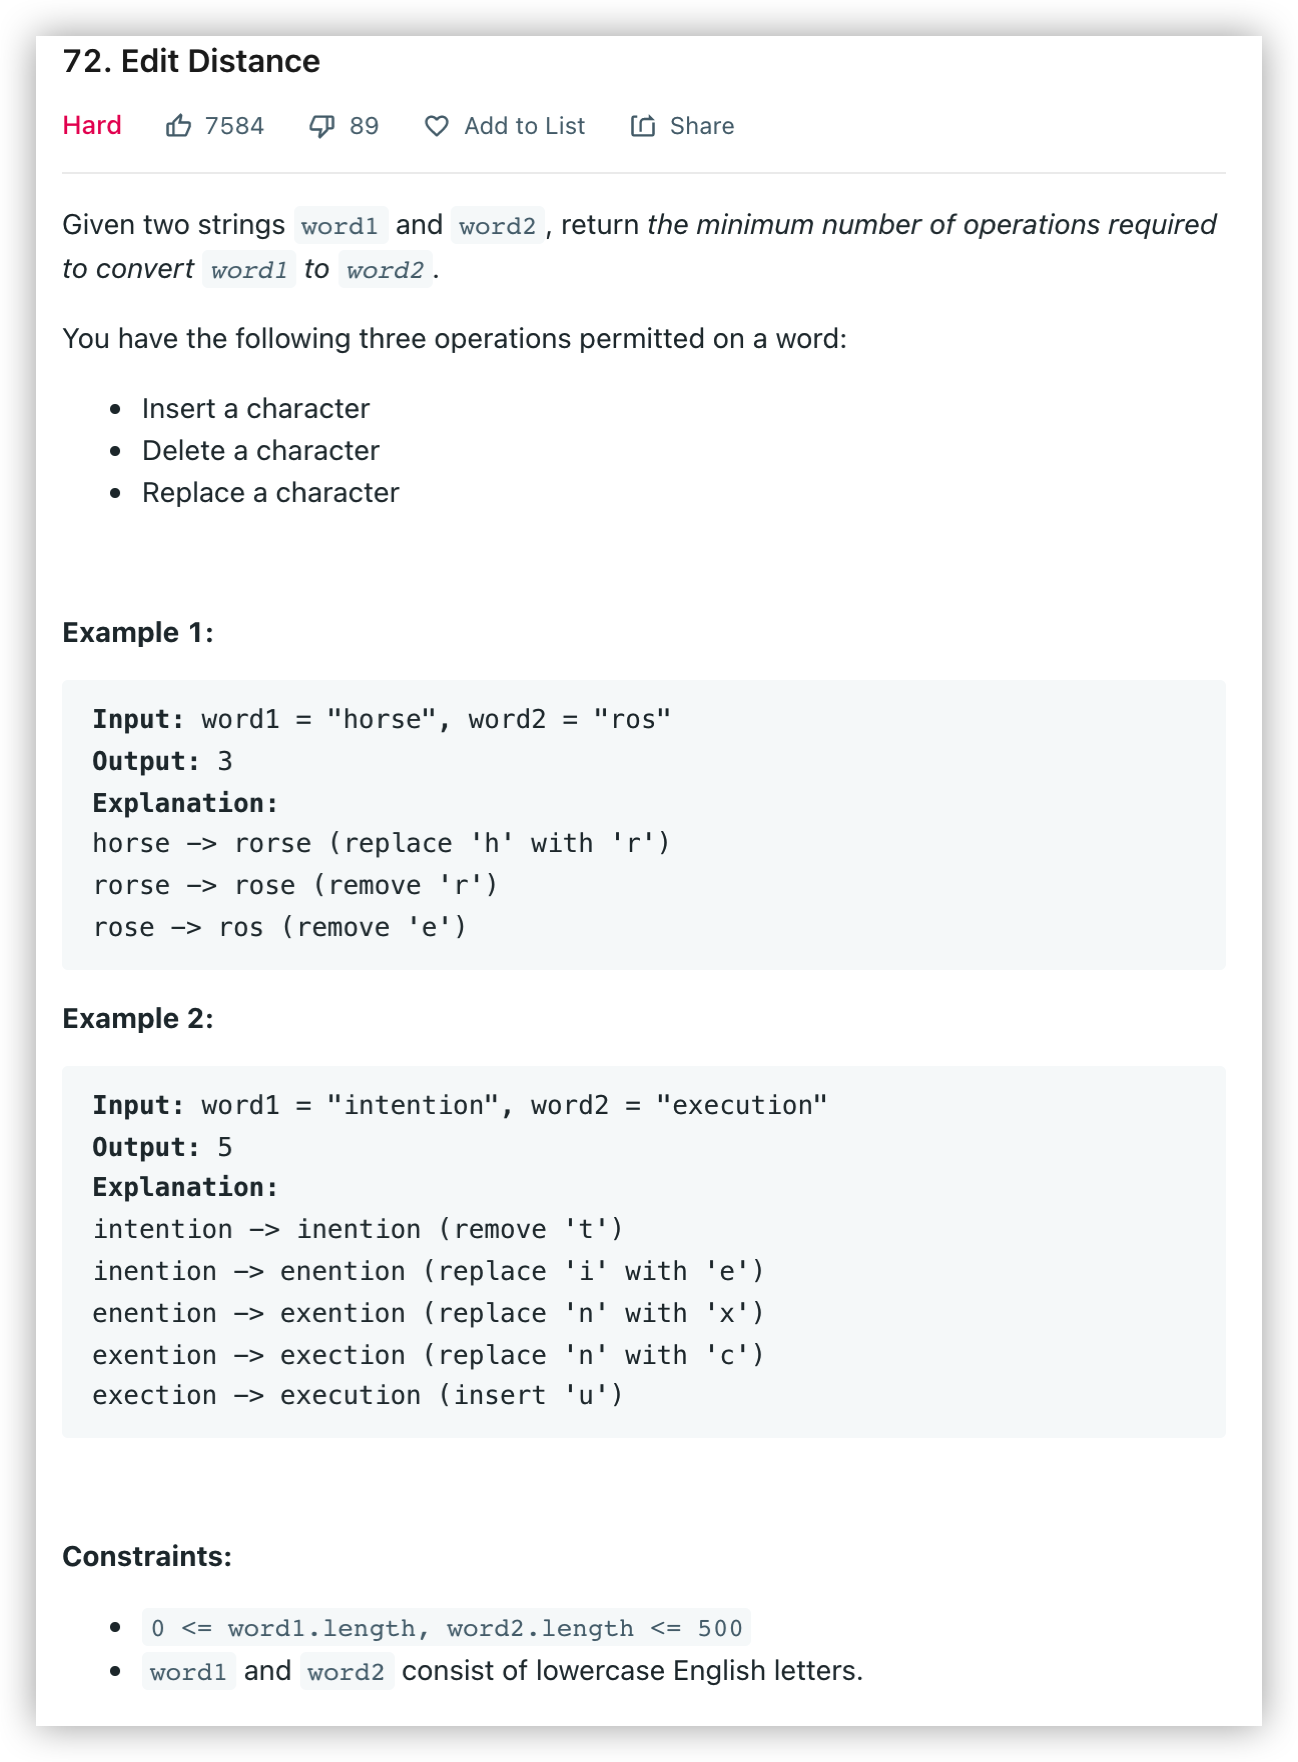 72. Edit Distance
Hard 7584 89 Add to List Share
Given two strings word1 and word2, return the minimum number of operations required
to convert word1 to word2.
You have the following three operations permitted on a word:
• Insert a character
• Delete a character
• Replace a character
Example 1:
Input: word1 = "horse", word2 = "ros"
Output: 3
Explanation:
horse -> rorse (replace 'h' with 'r')
rorse -> rose (remove 'r')
rose -> ros (remove 'e')
Example 2:
Input: word1 = "intention", word2 = "execution"
Output: 5
Explanation:
intention -> inention (remove 't')
inention -> enention (replace 'i' with 'e')
enention -> exention (replace 'n' with 'x')
exention -> exection (replace 'n' with 'c')
exection -> execution (insert 'u')
Constraints:
• 0 <= word1.length, word2.length <= 500
• word1 and word2 consist of lowercase English letters.